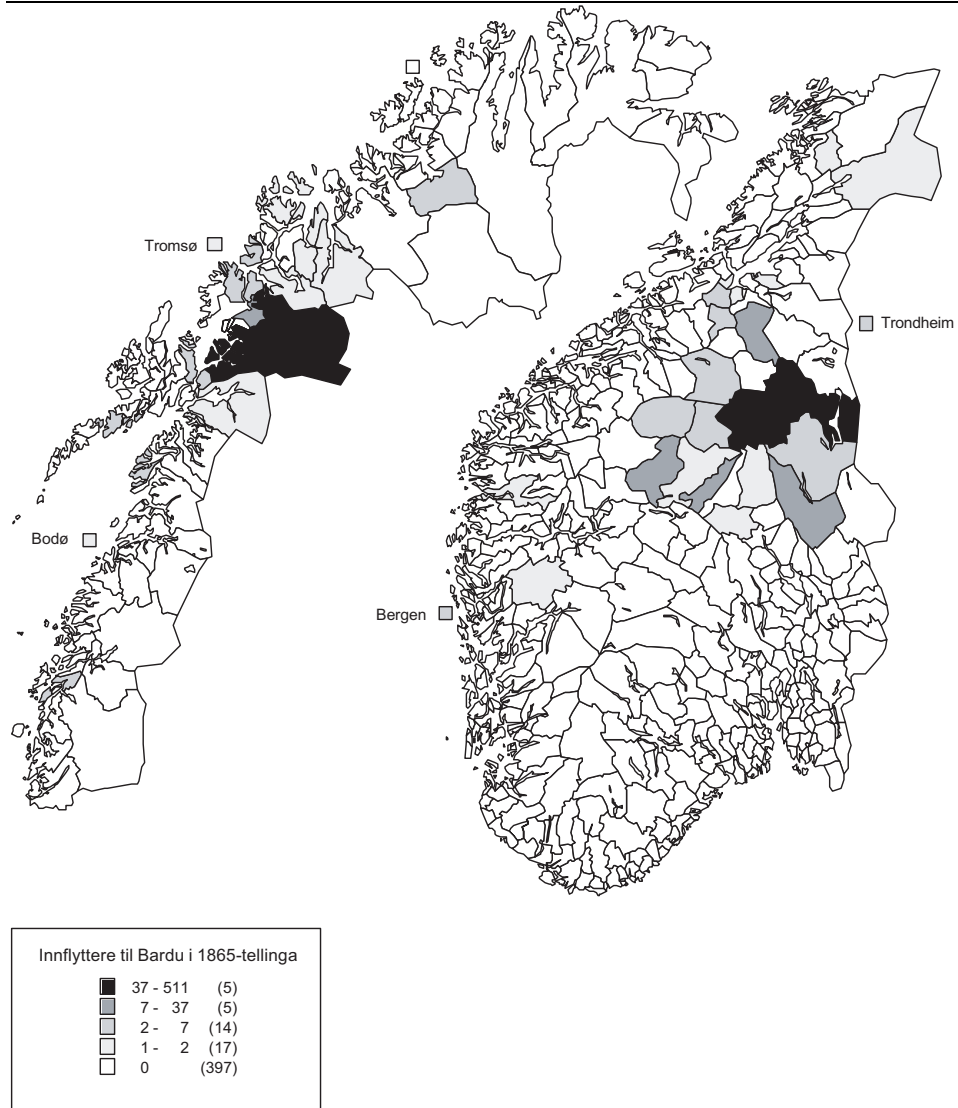 Tromsø
Trondheim
Bodø
Bergen
Innflyttere til Bardu i 1865-tellinga
37 - 511 (5)
7 - 37 (5)
2 - 7 (14)
1 - 2 (17)
0 (397)